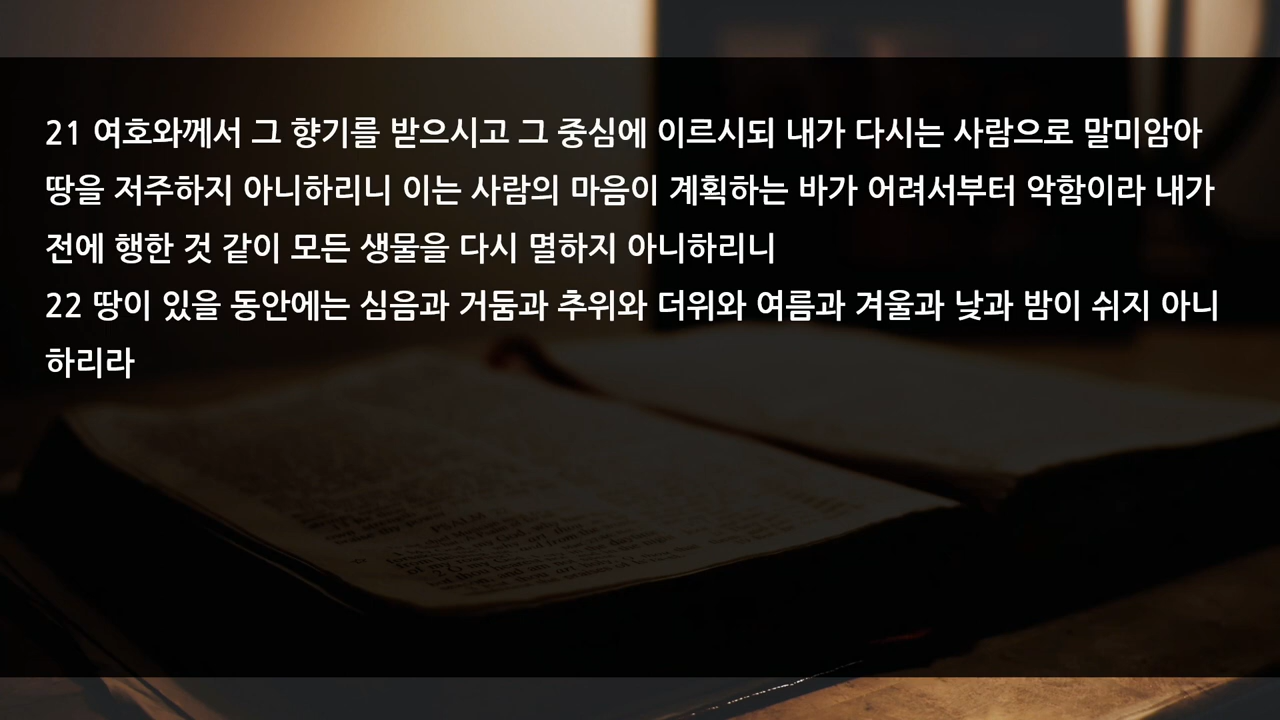 21 여호와께서 그 향기를 받으시고 그 중심에 이르시되 내가 다시는 사람으로 말미암아
땅을 저주하지 아니하리니 이는 사람의 마음이 계획하는 바가 어려서부터 악함이라 내가
전에 행한 것 같이 모든 생물을 다시 멸하지 아니하리니
22 땅이 있을 동안에는 심음과 거둠과 추위와 더위와 여름과 겨울과 낮과 밤이 쉬지 아니
하리라